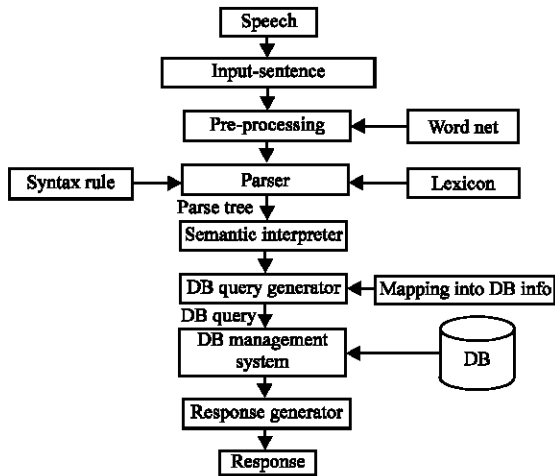 Speech
Input-sentence
Pre-processing
Word net
Syntax rule
Parser
Lexicon
Parse tree
Semantic interpreter
DB query generator
Mapping into DB info
DB query
DB management
system
DB
Response generator
Response